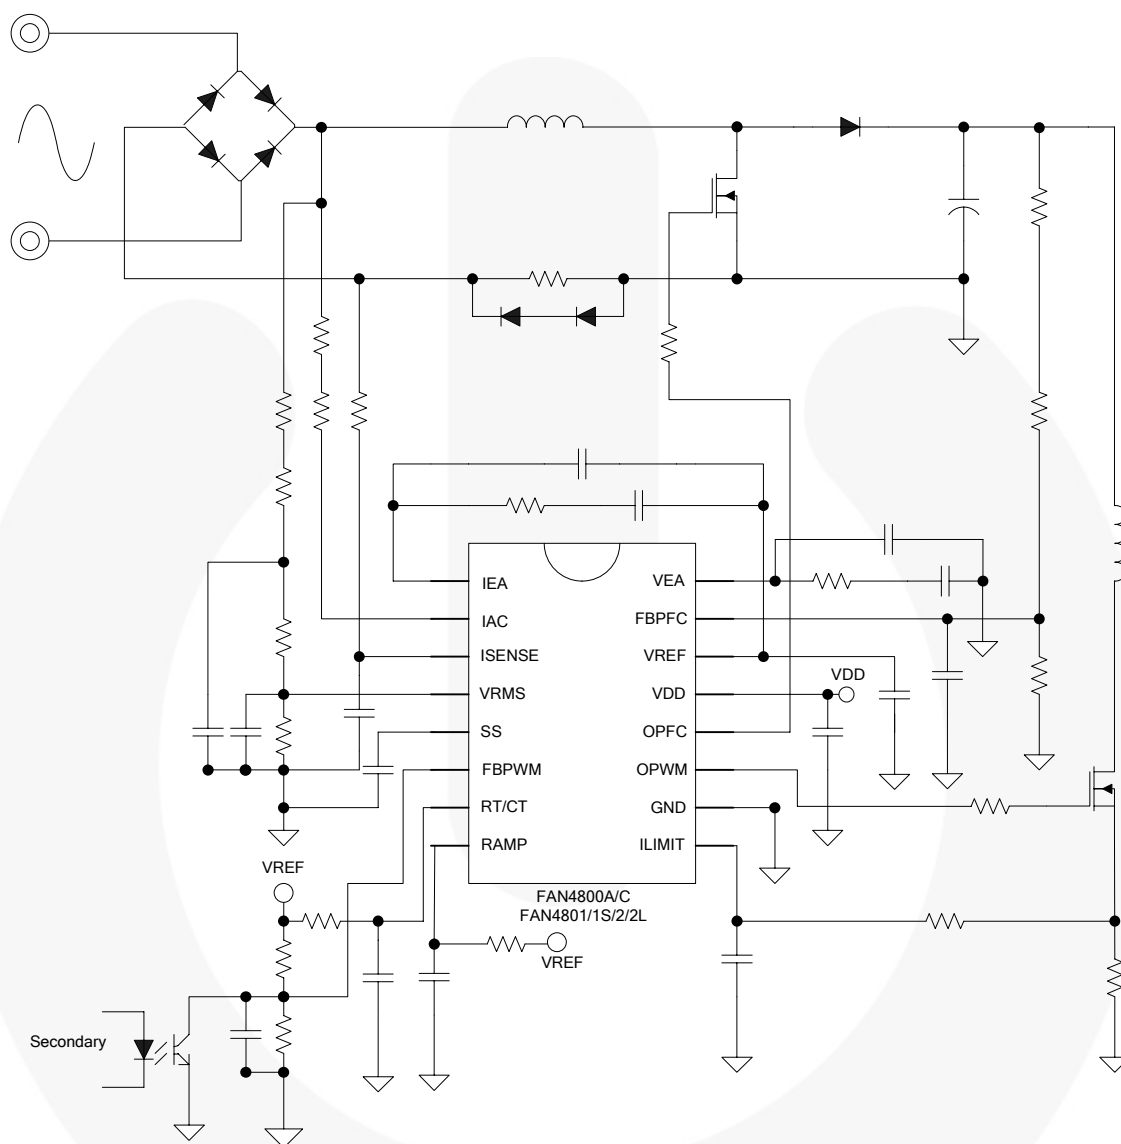 IEA
VEA
IAC
FBPFC
ISENSE
VREF
VRMS
VDD
VDD
SS
OPFC
FBPWM
OPWM
RT/CT
GND
RAMP
ILIMIT
VREF
FAN4800A/C
FAN4801/1S/2/2L
VREF
Secondary